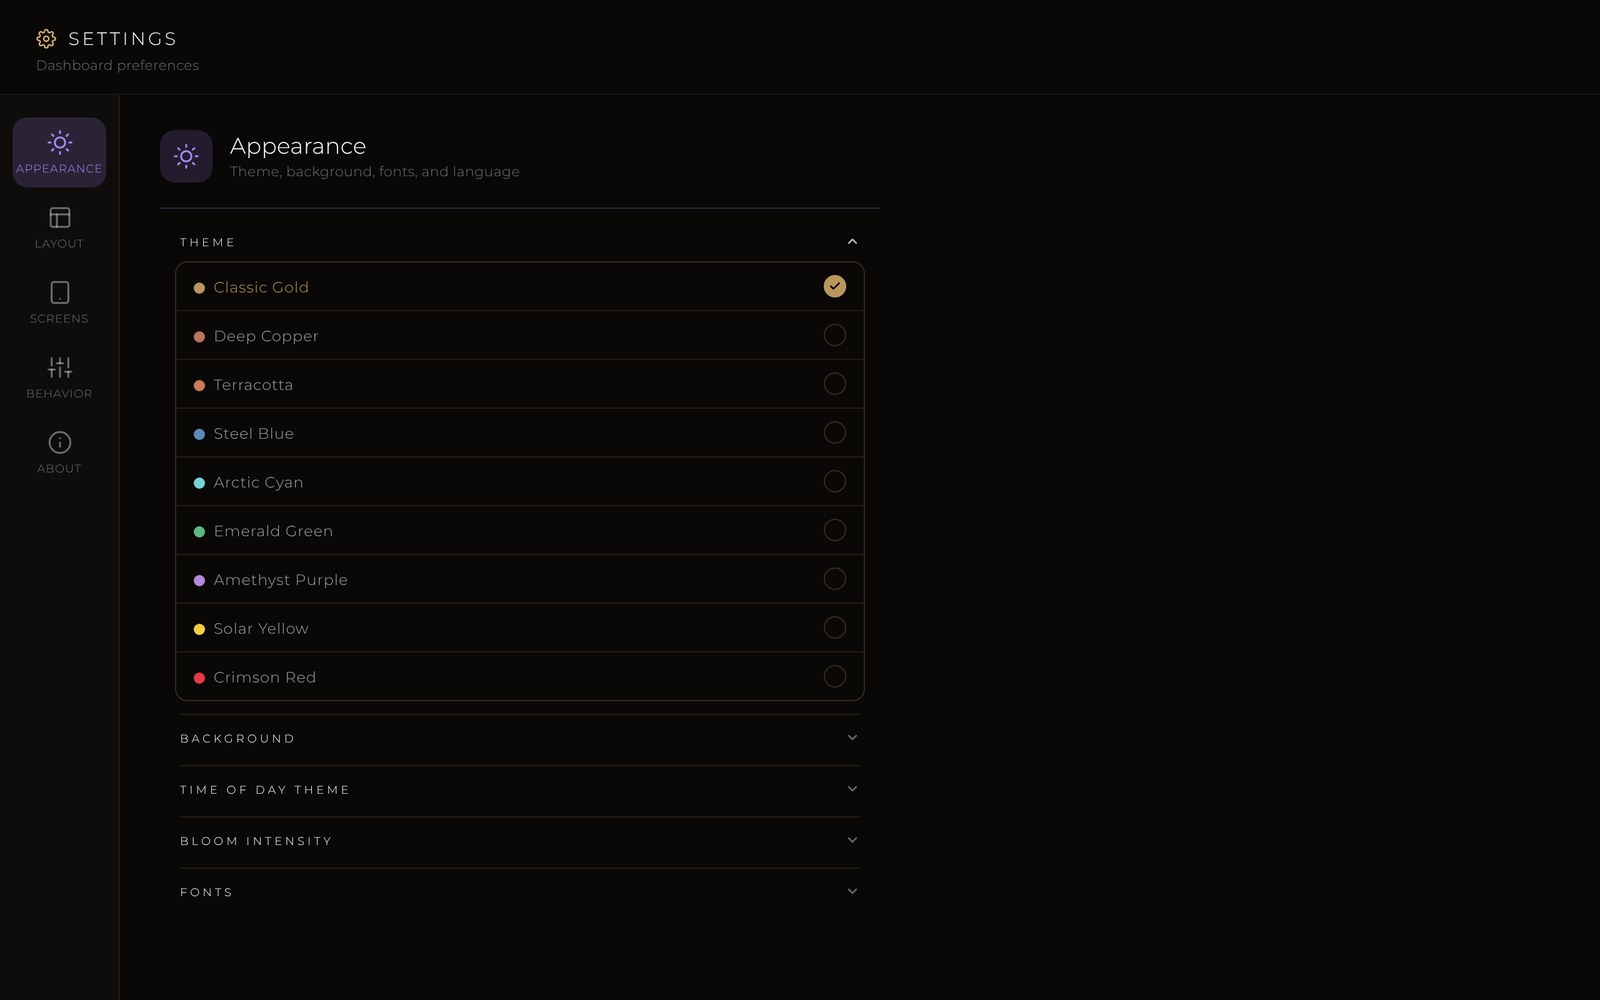 SETTINGS
Dashboard preferences
APPEARANCE
LAYOUT
SCREENS
BEHAVIOR
ABOUT
Appearance
Theme, background, fonts, and language
THEME
Classic Gold
Deep Copper
Terracotta
Steel Blue
Arctic Cyan
Emerald Green
Amethyst Purple
Solar Yellow
Crimson Red
BACKGROUND
TIME OF DAY THEME
BLOOM INTENSITY
FONTS